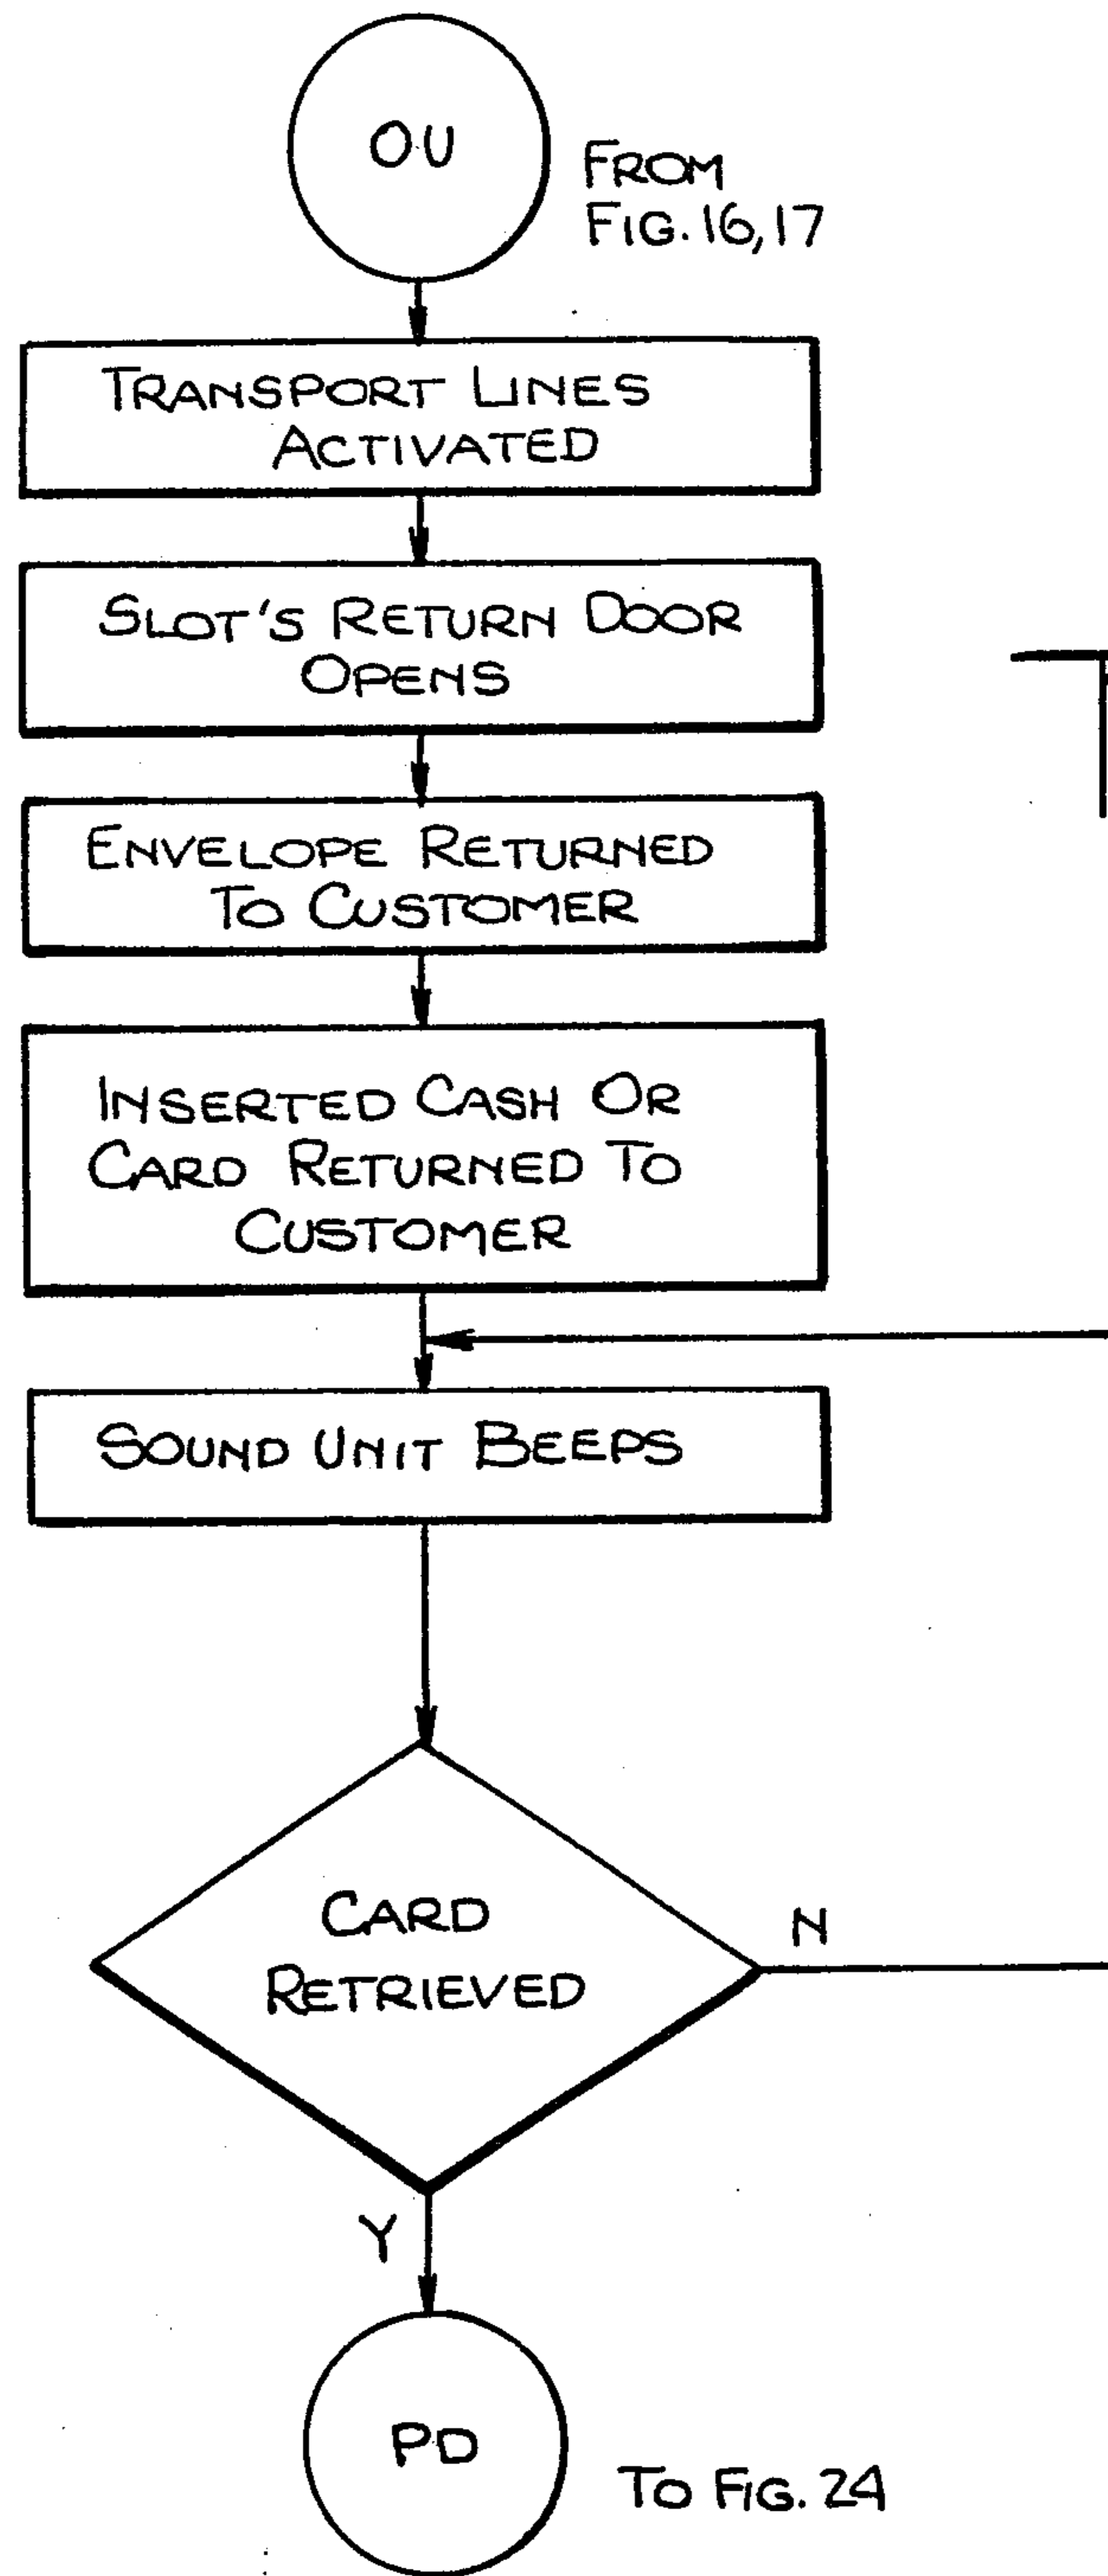 OU
FROM
FIG. 16, 17
TRANSPORT LINES
ACTIVATED
SLOT'S RETURN DOOR
OPENS
ENVELOPE RETURNED
TO CUSTOMER
INSERTED CASH OR
CARD RETURNED TO
CUSTOMER
SOUND UNIT BEEPS
CARD
RETRIEVED
N
Y
PD
TO FIG. 24